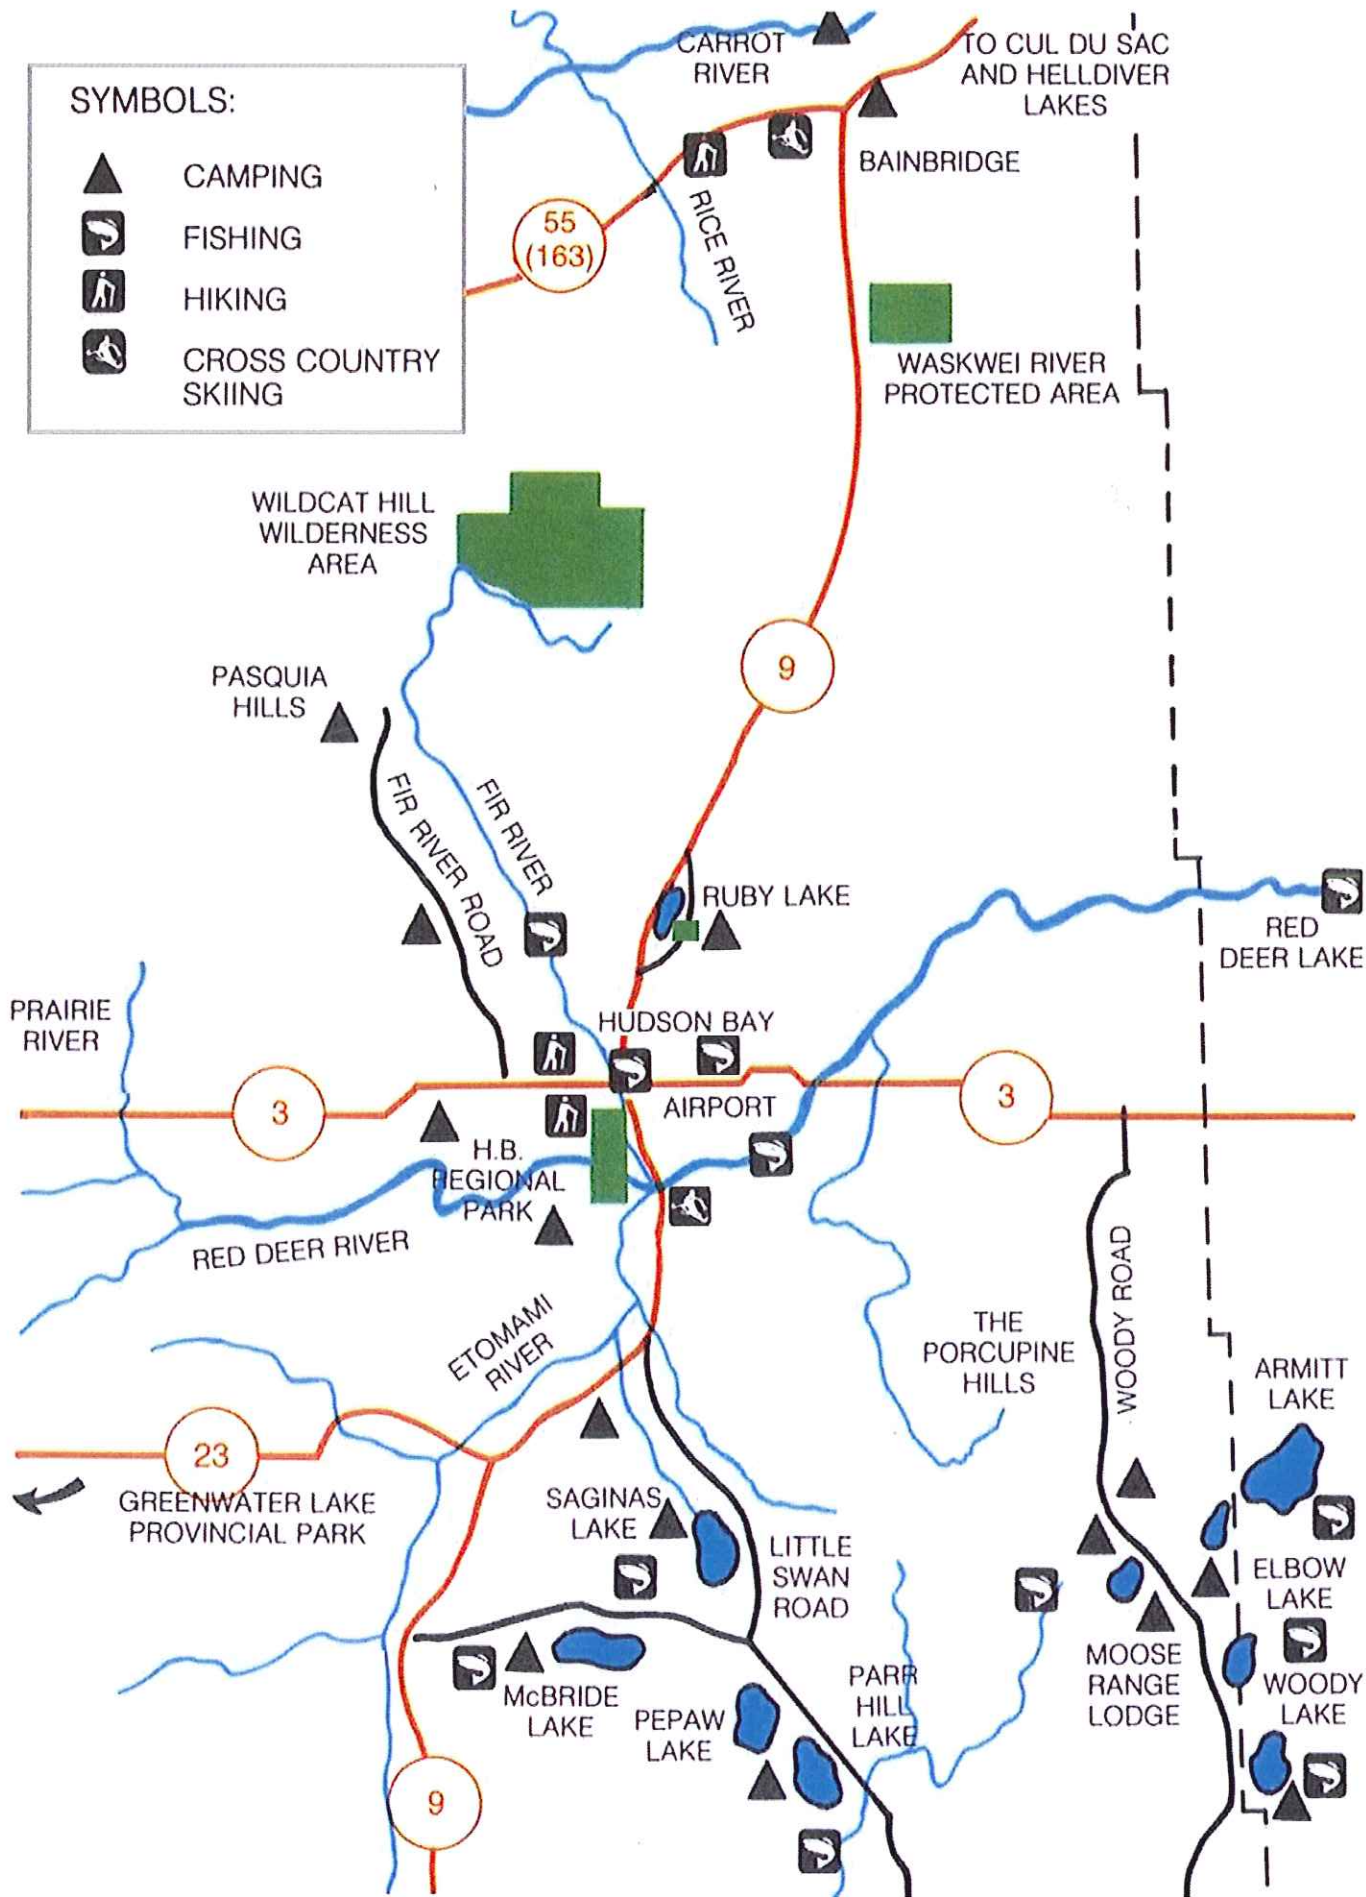 CARROT
RIVER
TO CUL DU SAC
AND HELLDIVER
LAKES
SYMBOLS:
CAMPING
FISHING
HIKING
CROSS COUNTRY
SKIING
BAINBRIDGE
55
(163)
RICE RIVER
WASKWEI RIVER
PROTECTED AREA
WILDCAT HILL
WILDERNESS
AREA
9
PASQUIA
HILLS
FIR RIVER ROAD
FIR RIVER
RUBY LAKE
RED
DEER LAKE
PRAIRIE
RIVER
HUDSON BAY
3
AIRPORT
3
H.B.
REGIONAL
PARK
RED DEER RIVER
WOODY ROAD
ETOMAMI
RIVER
THE
PORCUPINE
HILLS
ARMITT
LAKE
23
GREENWATER LAKE
PROVINCIAL PARK
SAGINAS
LAKE
LITTLE
SWAN
ROAD
ELBOW
LAKE
McBRIDE
LAKE
PEPAW
LAKE
PARR
HILL
LAKE
MOOSE
RANGE
LODGE
WOODY
LAKE
9